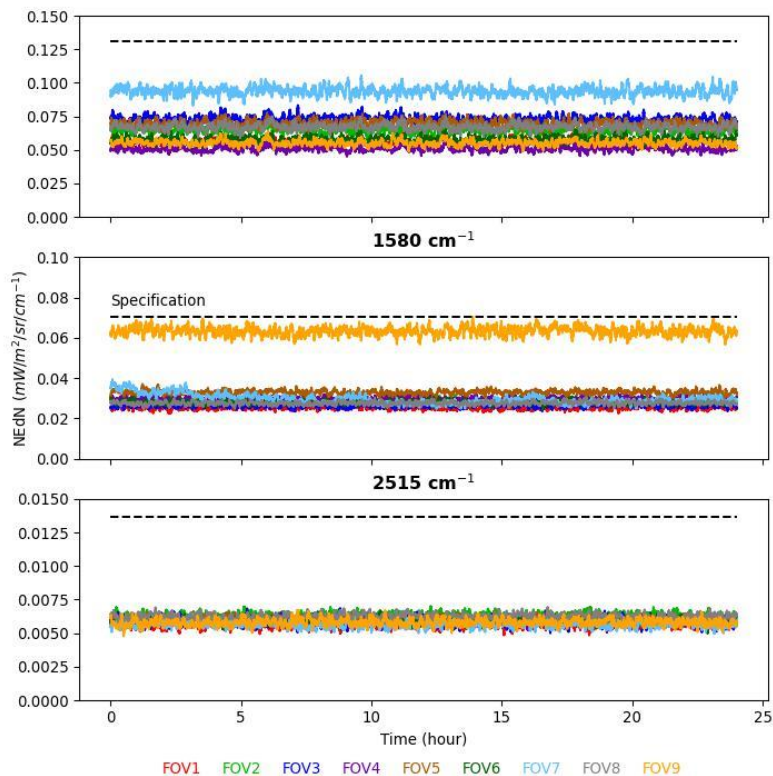 0.150
0.125
0.100
0.075
0.050
0.025
0.000
1580 cm⁻¹
0.10
0.08
Specification
0.06
0.04
0.02
0.00
NEdN (mW/m²/sr/cm⁻¹)
2515 cm⁻¹
0.0150
0.0125
0.0100
0.0075
0.0050
0.0025
0.0000
0 5 10 15 20 25
Time (hour)
FOV1 FOV2 FOV3 FOV4 FOV5 FOV6 FOV7 FOV8 FOV9